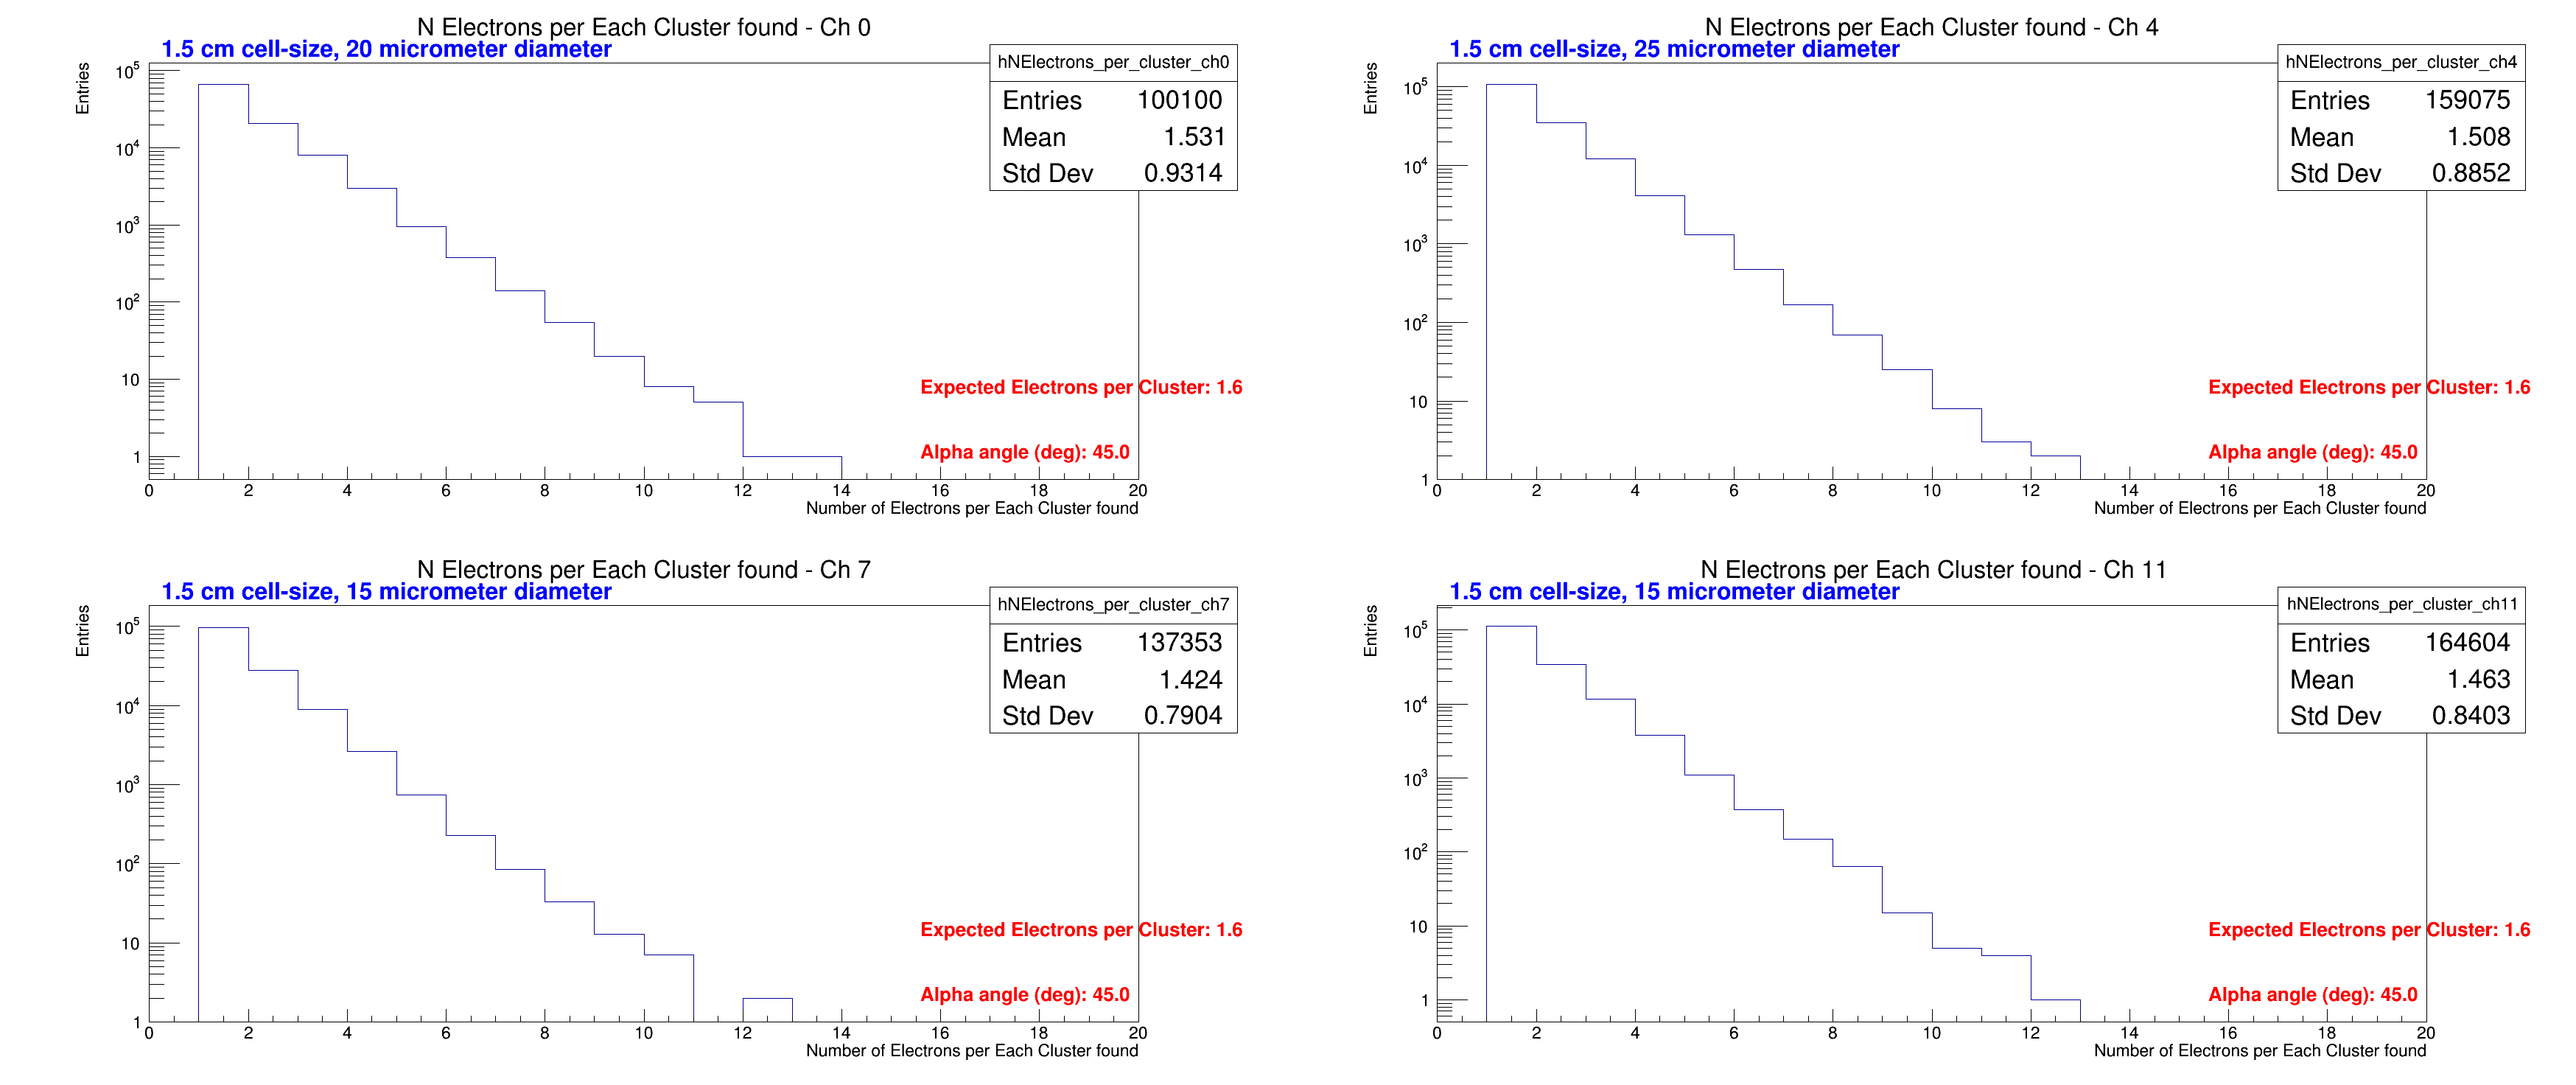 N Electrons per Each Cluster found - Ch 0
1.5 cm cell-size, 20 micrometer diameter
hNElectrons_per_cluster_ch0
Entries 100100
Mean 1.531
Std Dev 0.9314
Entries
10^5
10^4
10^3
10^2
10
1
Expected Electrons per Cluster: 1.6
Alpha angle (deg): 45.0
0 2 4 6 8 10 12 14 16 18 20
Number of Electrons per Each Cluster found
N Electrons per Each Cluster found - Ch 4
1.5 cm cell-size, 25 micrometer diameter
hNElectrons_per_cluster_ch4
Entries 159075
Mean 1.508
Std Dev 0.8852
Entries
10^5
10^4
10^3
10^2
10
1
Expected Electrons per Cluster: 1.6
Alpha angle (deg): 45.0
0 2 4 6 8 10 12 14 16 18 20
Number of Electrons per Each Cluster found
N Electrons per Each Cluster found - Ch 7
1.5 cm cell-size, 15 micrometer diameter
hNElectrons_per_cluster_ch7
Entries 137353
Mean 1.424
Std Dev 0.7904
Entries
10^5
10^4
10^3
10^2
10
1
Expected Electrons per Cluster: 1.6
Alpha angle (deg): 45.0
0 2 4 6 8 10 12 14 16 18 20
Number of Electrons per Each Cluster found
N Electrons per Each Cluster found - Ch 11
1.5 cm cell-size, 15 micrometer diameter
hNElectrons_per_cluster_ch11
Entries 164604
Mean 1.463
Std Dev 0.8403
Entries
10^5
10^4
10^3
10^2
10
1
Expected Electrons per Cluster: 1.6
Alpha angle (deg): 45.0
0 2 4 6 8 10 12 14 16 18 20
Number of Electrons per Each Cluster found